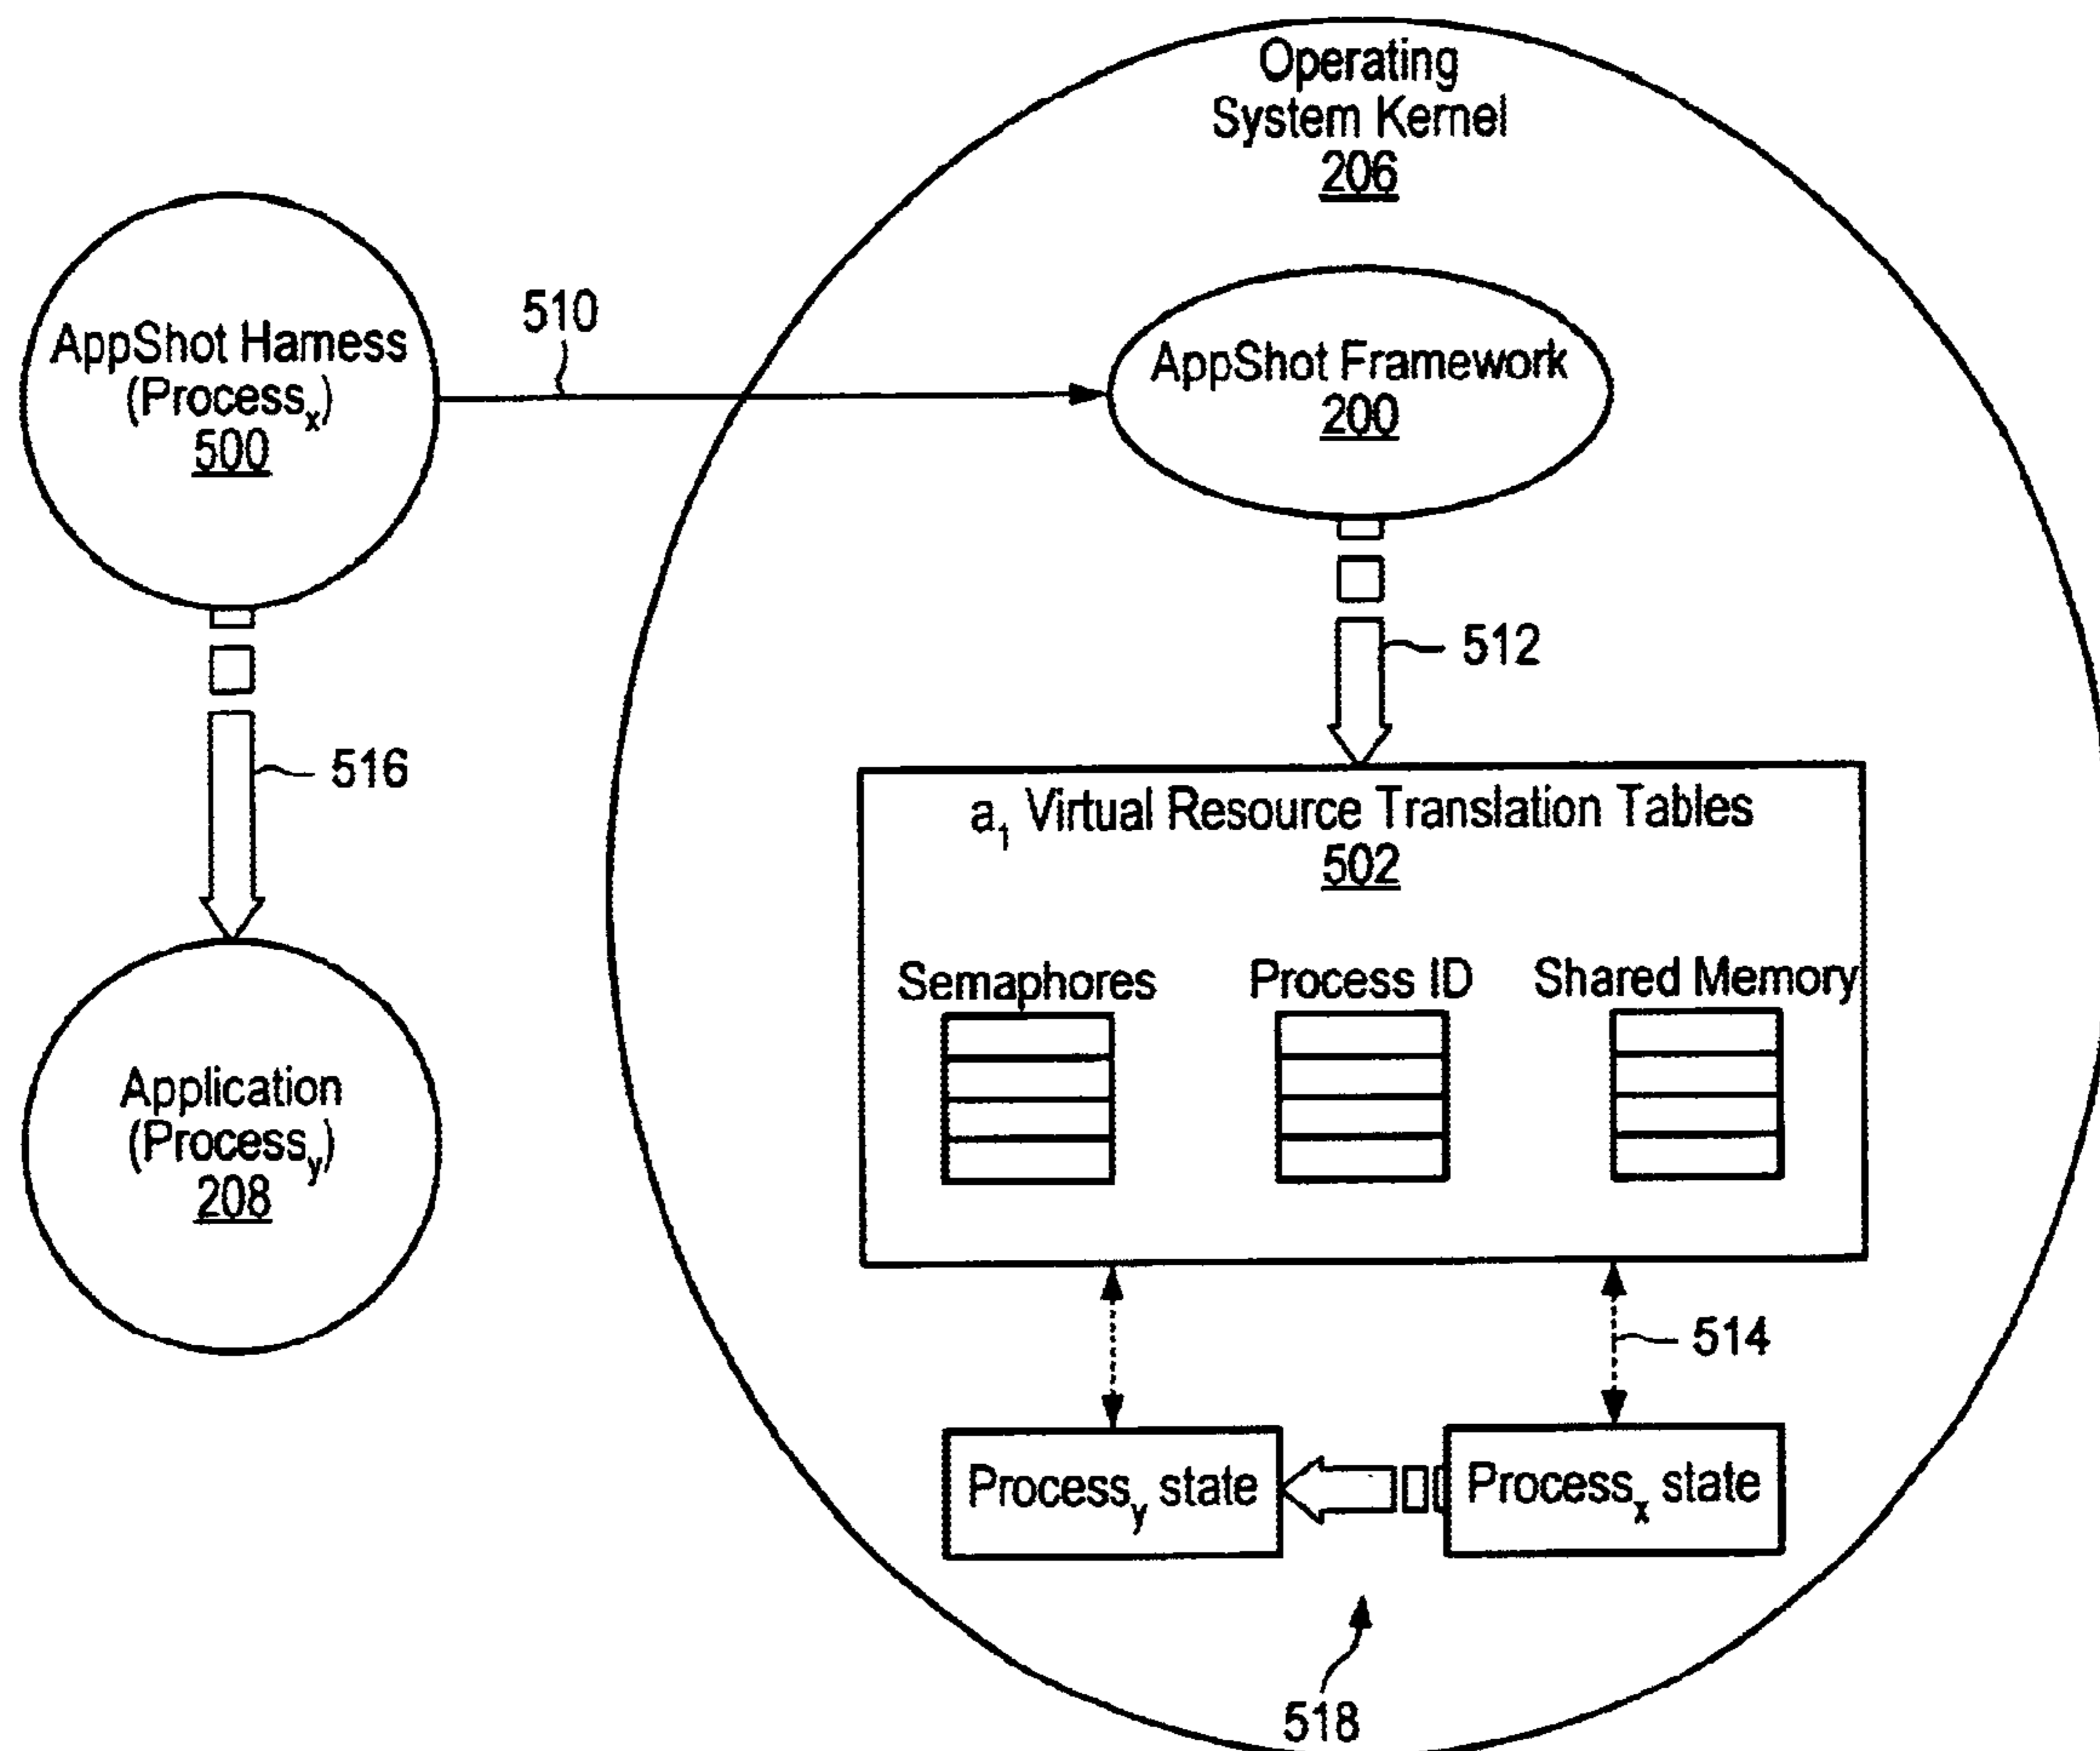 Operating
System Kernel
206
AppShot Harness
(Processx)
500
510
AppShot Framework
200
512
516
a1 Virtual Resource Translation Tables
502
Semaphores
Process ID
Shared Memory
Application
(Processy)
208
514
Processy state
Processx state
518